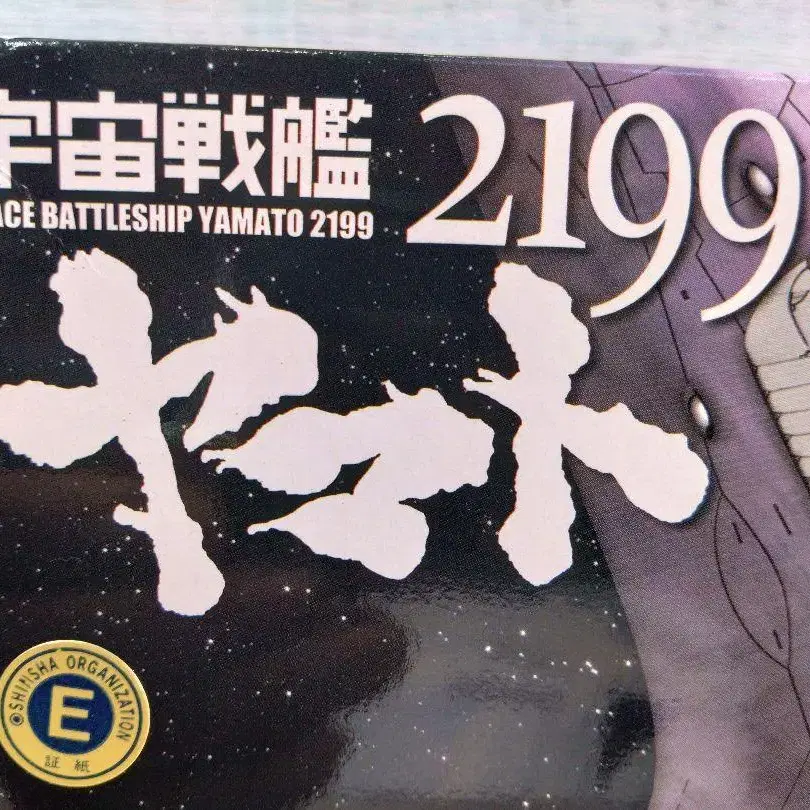 宇宙戦艦 2199
ACE BATTLESHIP YAMATO 2199
ヤマト
SHINSHA ORGANIZATION
E
証紙